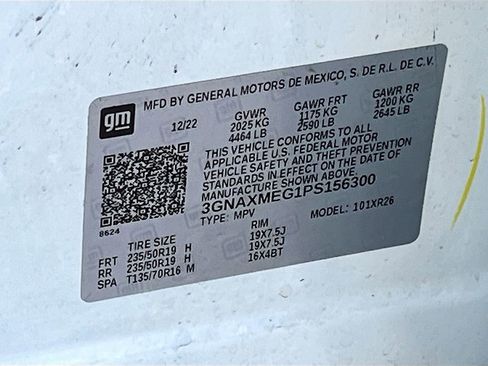 gm
MFD BY GENERAL MOTORS DE MEXICO, S. DE R.L. DE C.V.
12/22 GVWR GAWR FRT GAWR RR
2025 KG 1175 KG 1200 KG
4464 LB 2590 LB 2645 LB
THIS VEHICLE CONFORMS TO ALL
APPLICABLE U.S. FEDERAL MOTOR
VEHICLE SAFETY AND THEFT PREVENTION
STANDARDS IN EFFECT ON THE DATE OF
MANUFACTURE SHOWN ABOVE.
3GNAXMEG1PS156300
8624 TYPE: MPV MODEL: 101XR26
TIRE SIZE RIM
FRT 235/50R19 H 19X7.5J
RR 235/50R19 H 19X7.5J
SPA T135/70R16 M 16X4BT